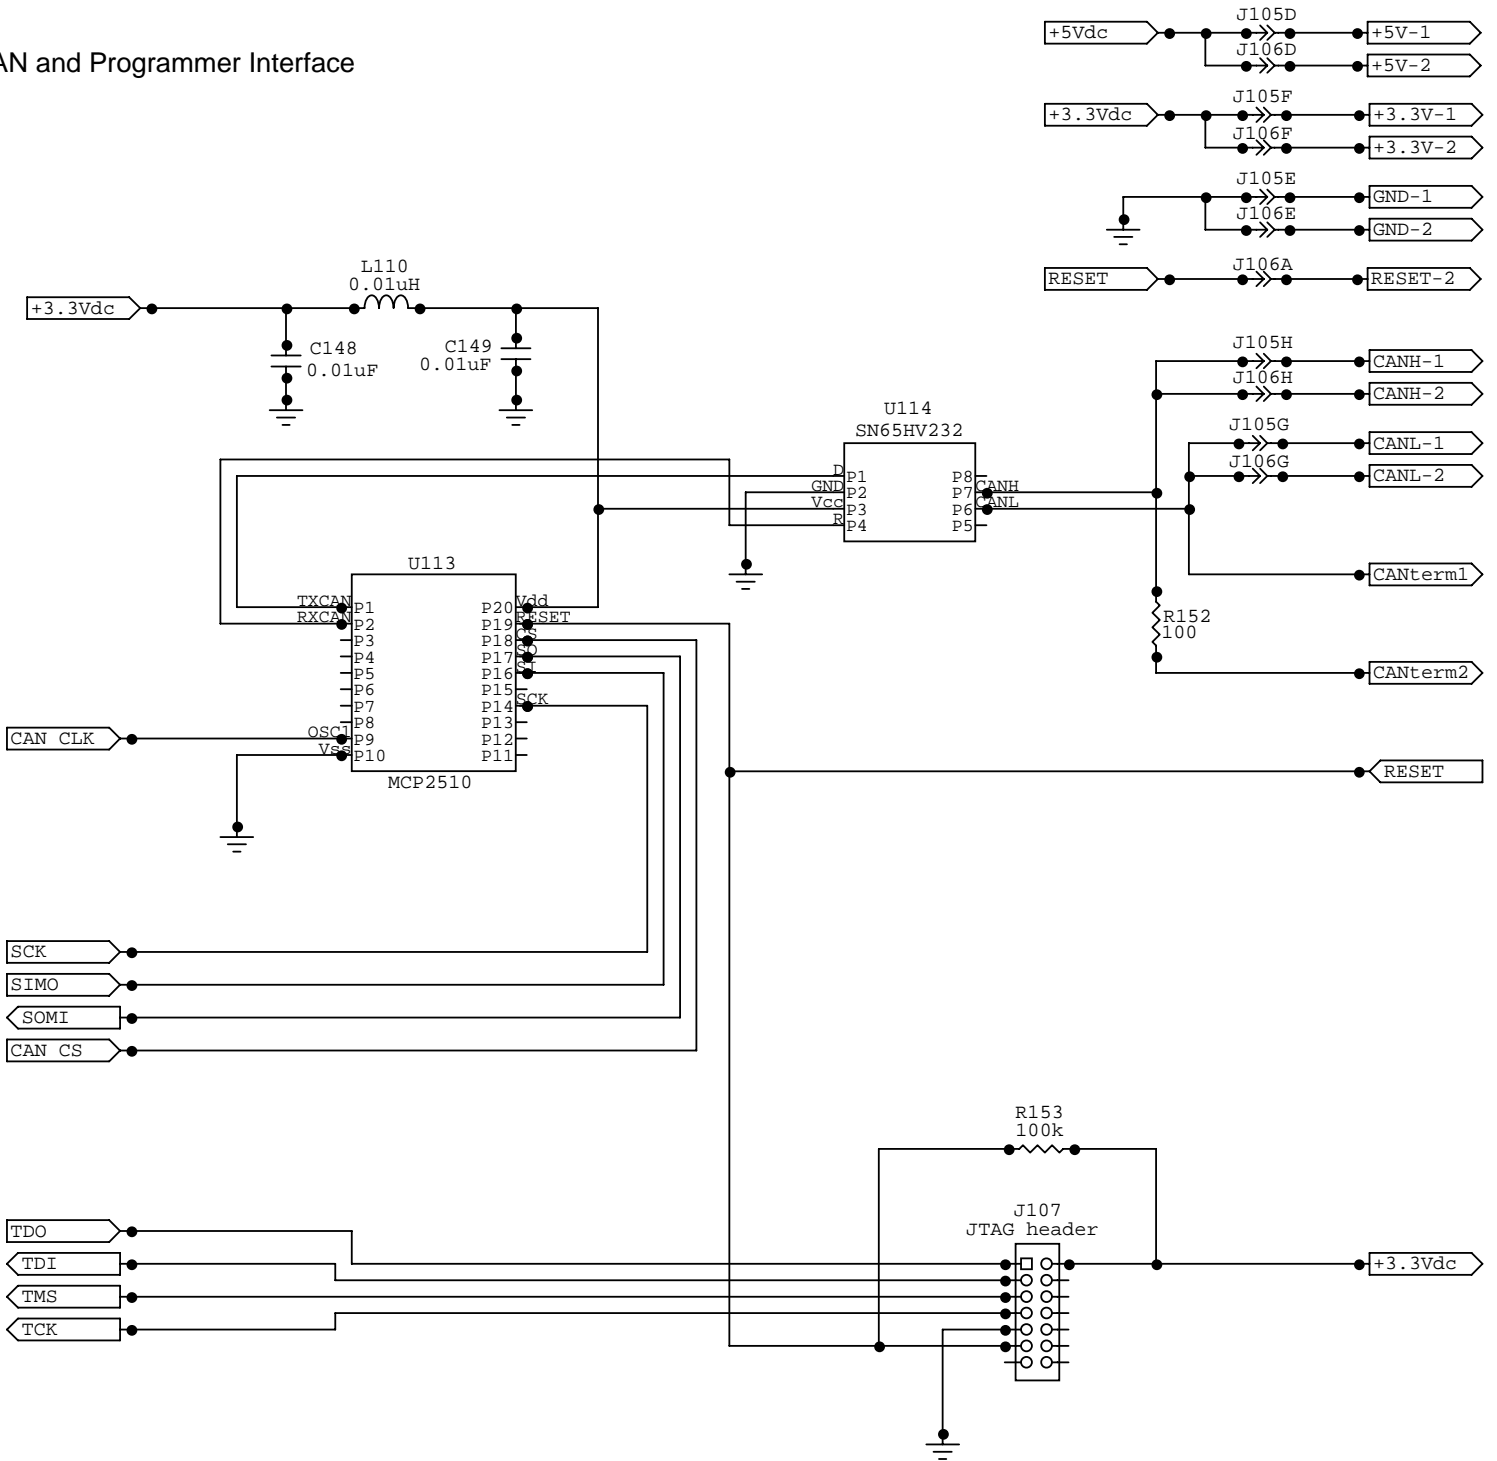 AN and Programmer Interface
+5Vdc
J105D
+5V-1
J106D
+5V-2
+3.3Vdc
J105F
+3.3V-1
J106F
+3.3V-2
J105E
GND-1
J106E
GND-2
RESET
J106A
RESET-2
+3.3Vdc
L110
0.01uH
C148
0.01uF
C149
0.01uF
J105H
CANH-1
J106H
CANH-2
J105G
CANL-1
J106G
CANL-2
U114
SN65HV232
D
P1
GND
P2
Vcc
P3
R
P4
P8
P7
CANH
P6
CANL
P5
CANterm1
R152
100
CANterm2
U113
TXCAN
P1
RXCAN
P2
P3
P4
P5
P6
P7
P8
OSC1
P9
Vss
P10
P20
Vdd
P19
RESET
P18
CS
P17
SO
P16
SI
P15
P14
SCK
P13
P12
P11
MCP2510
CAN CLK
RESET
SCK
SIMO
SOMI
CAN CS
R153
100k
J107
JTAG header
TDO
TDI
TMS
TCK
+3.3Vdc